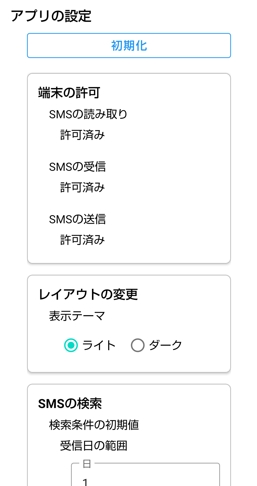 アプリの設定
初期化
端末の許可
SMSの読み取り
許可済み
SMSの受信
許可済み
SMSの送信
許可済み
レイアウトの変更
表示テーマ
ライト ダーク
SMSの検索
検索条件の初期値
受信日の範囲
日
1